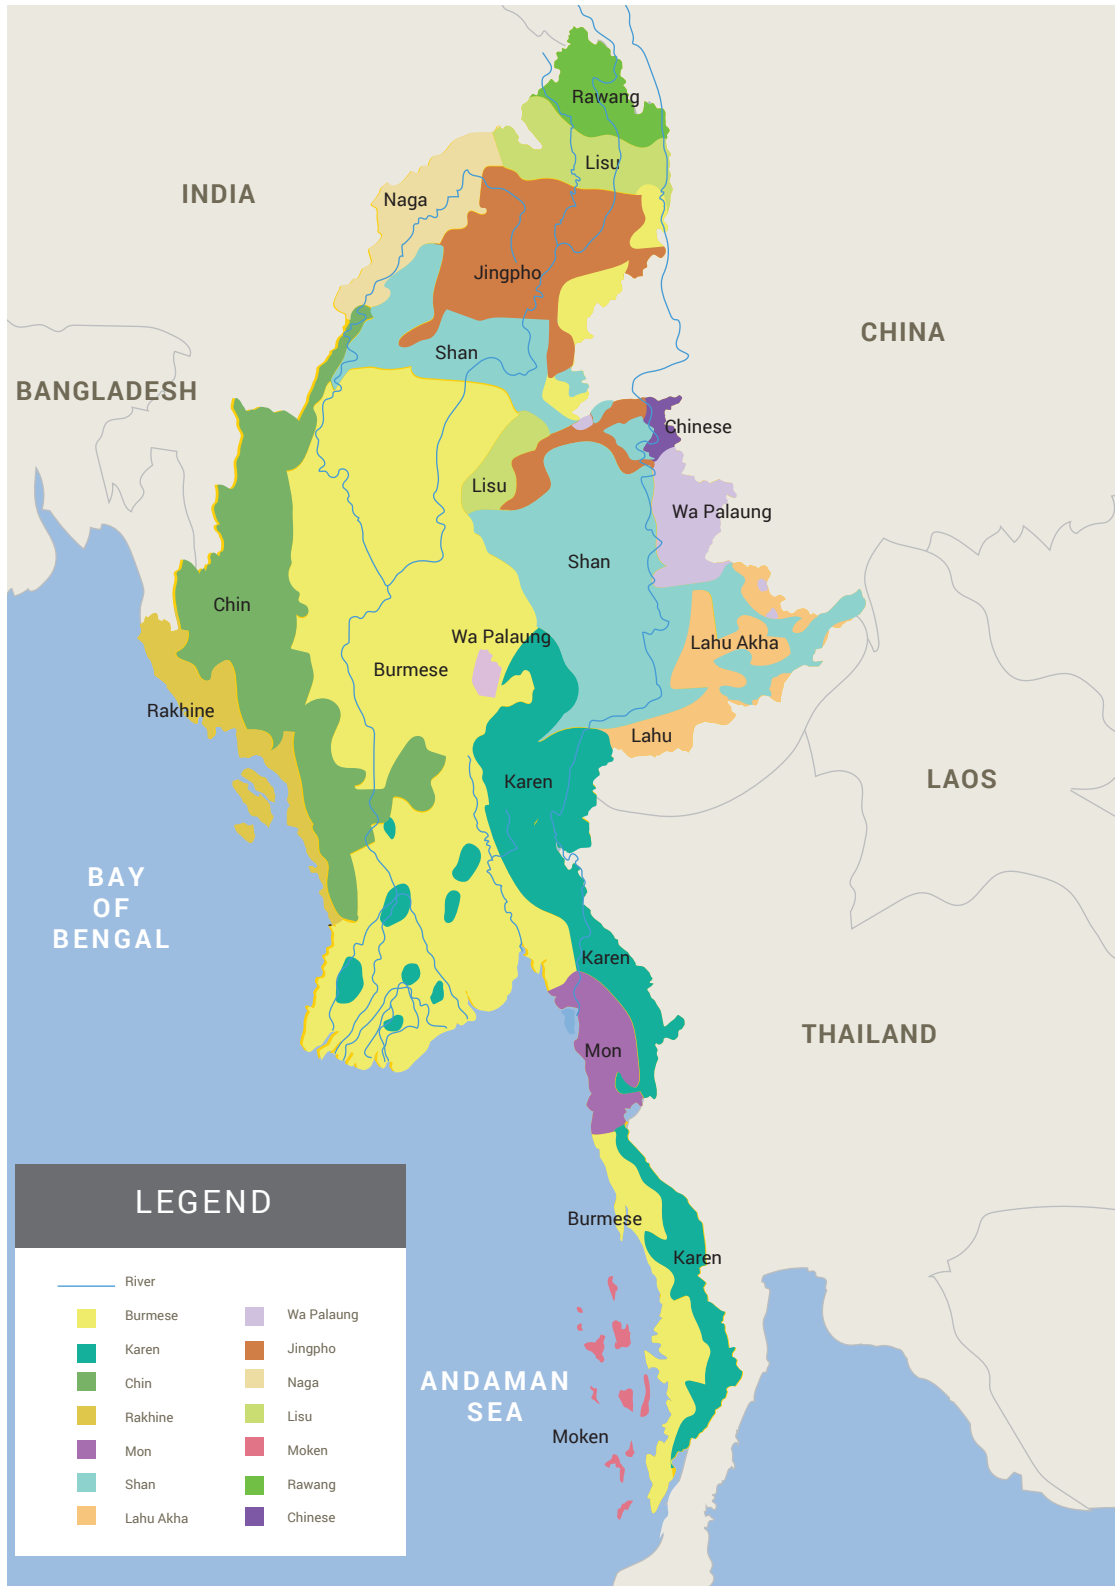 Rawang
Lisu
INDIA
Naga
Jingpho
CHINA
Shan
BANGLADESH
Chinese
Lisu
Wa Palaung
Shan
Chin
Wa Palaung
Lahu Akha
Burmese
Rakhine
Lahu
Karen
LAOS
BAY
OF
BENGAL
Karen
THAILAND
Mon
Burmese
Karen
ANDAMAN
SEA
Moken
LEGEND
River
Burmese
Karen
Chin
Rakhine
Mon
Shan
Lahu Akha
Wa Palaung
Jingpho
Naga
Lisu
Moken
Rawang
Chinese